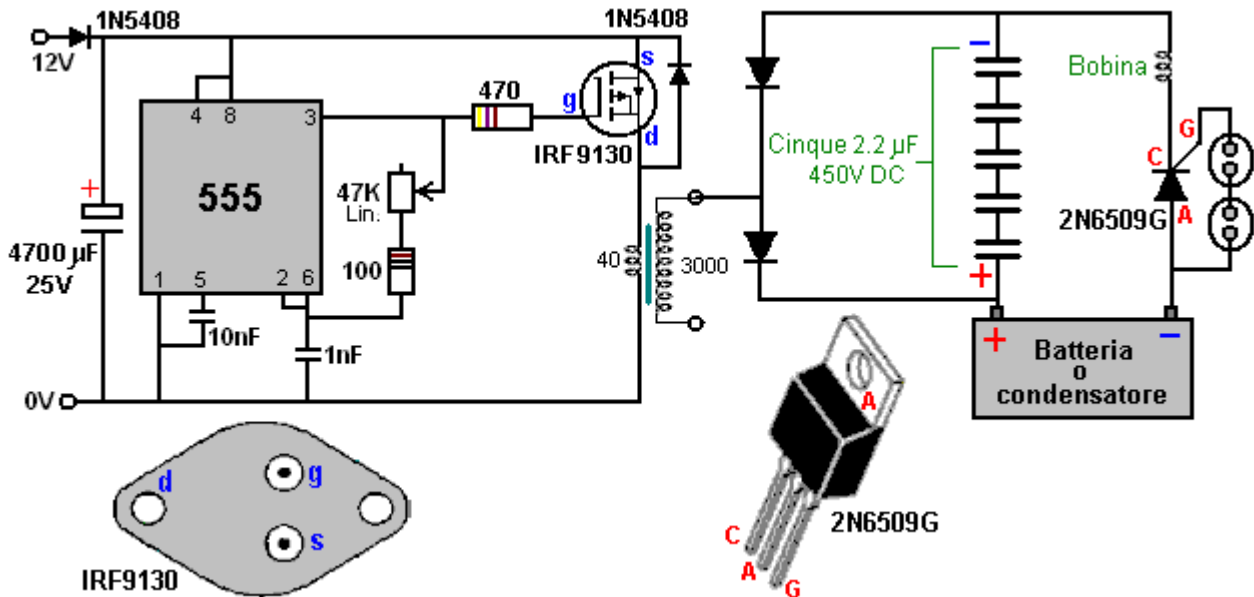 1N5408
12V
4700 µF
25V
0V
4 8 3
555
1 5 2 6
10nF
1nF
47K
Lin.
100
470
1N5408
s
g
d
IRF9130
40
3000
Cinque 2.2 µF
450V DC
−
+
Bobina
G
C
A
2N6509G
+ −
Batteria
o
condensatore
d
g
s
IRF9130
A
2N6509G
C
A
G
+